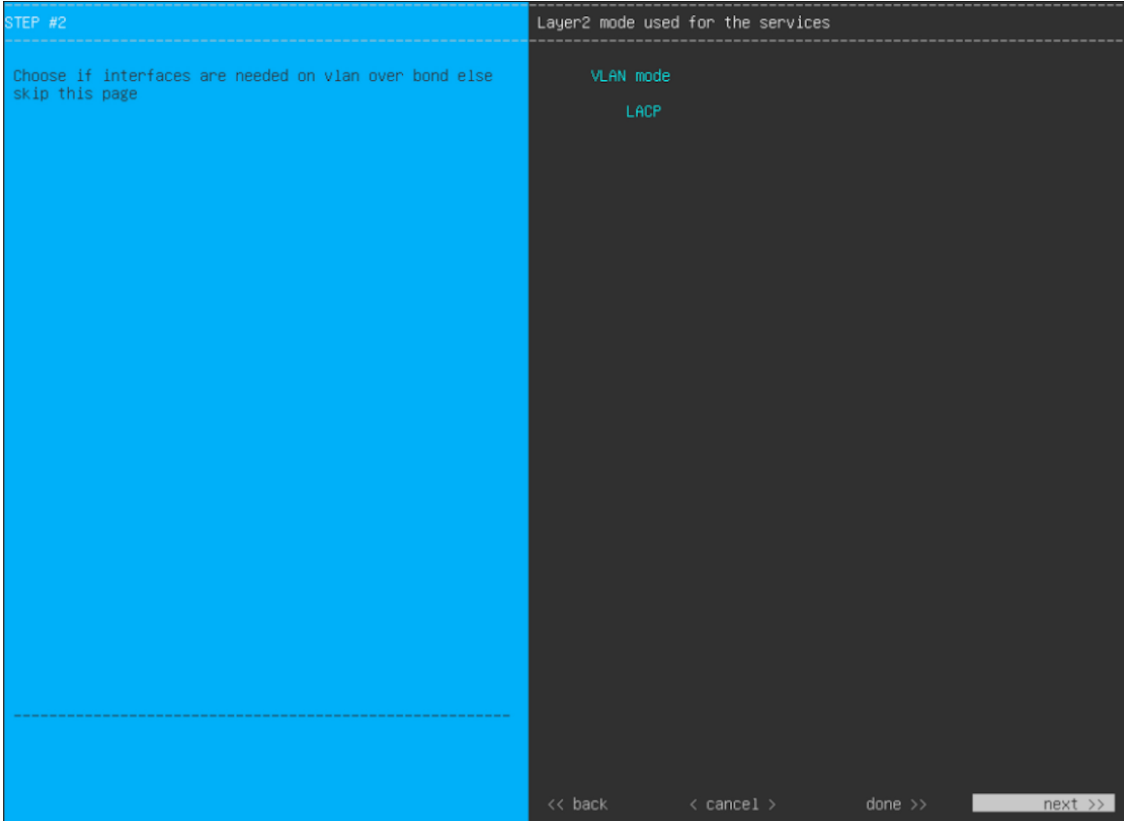 STEP #2
Choose if interfaces are needed on vlan over bond else
skip this page
Layer2 mode used for the services
VLAN mode
LACP
<< back < cancel > done >> next >>